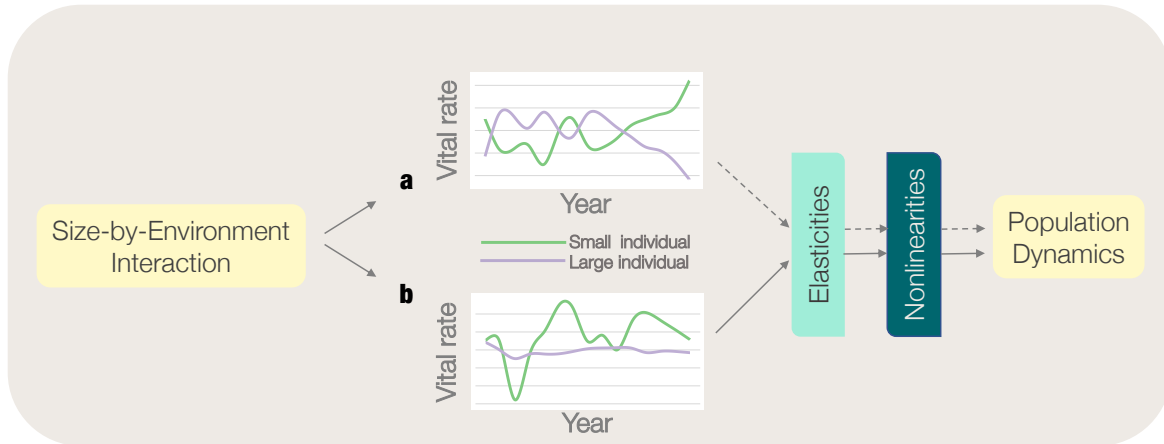 Size-by-Environment
Interaction
a
Vital rate
Year
Small individual
Large individual
b
Vital rate
Year
Elasticities
Nonlinearities
Population
Dynamics